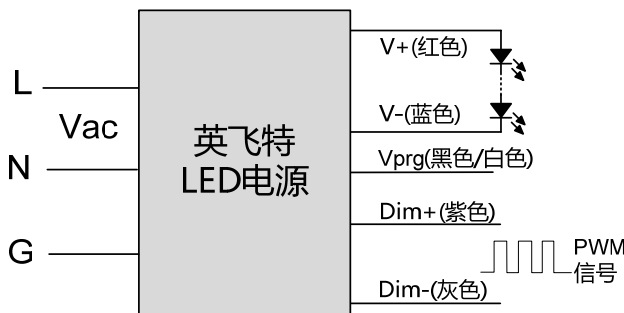 L
Vac
N
G
英飞特
LED电源
V+(红色)
V-(蓝色)
Vprg(黑色/白色)
Dim+(紫色)
PWM
信号
Dim-(灰色)